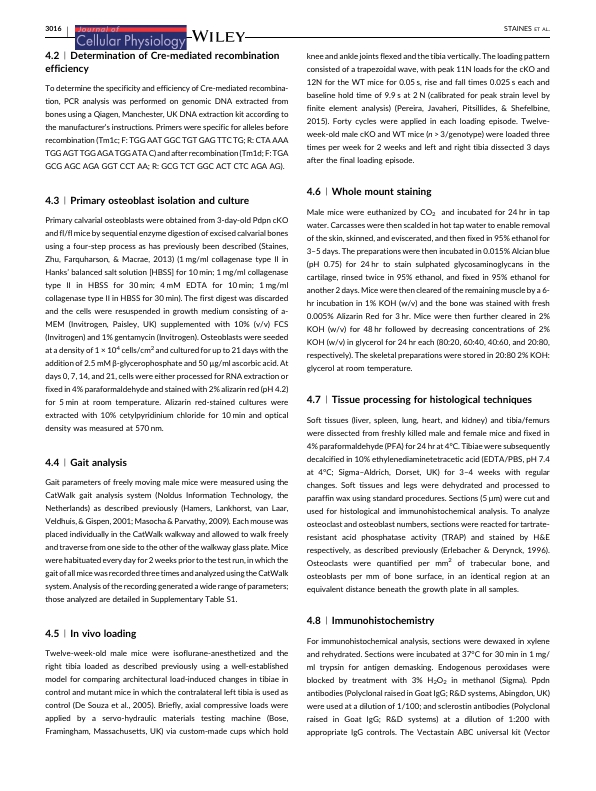 3016
Journal of
Cellular Physiology
WILEY
STAINES ET AL.
4.2 | Determination of Cre-mediated recombination
efficiency
To determine the specificity and efficiency of Cre-mediated recombina-
tion, PCR analysis was performed on genomic DNA extracted from
bones using a Qiagen, Manchester, UK DNA extraction kit according to
the manufacturer's instructions. Primers were specific for alleles before
recombination (Tm1c; F: TGG AAT GGC TGT GAG TTC TG; R: CTA AAA
TGG AGT TGG AGA TGG ATA C) and after recombination (Tm1d; F: TGA
GCG AGC AGA GGT CCT AA; R: GCG TCT GGC ACT CTC AGA AG).
4.3 | Primary osteoblast isolation and culture
Primary calvarial osteoblasts were obtained from 3-day-old Pdpn cKO
and fl/fl mice by sequential enzyme digestion of excised calvarial bones
using a four-step process as has previously been described (Staines,
Zhu, Farquharson, & Macrae, 2013) (1 mg/ml collagenase type II in
Hanks' balanced salt solution [HBSS] for 10 min; 1 mg/ml collagenase
type II in HBSS for 30 min; 4 mM EDTA for 10 min; 1 mg/ml
collagenase type II in HBSS for 30 min). The first digest was discarded
and the cells were resuspended in growth medium consisting of α-
MEM (Invitrogen, Paisley, UK) supplemented with 10% (v/v) FCS
(Invitrogen) and 1% gentamycin (Invitrogen). Osteoblasts were seeded
at a density of 1 × 10⁴ cells/cm² and cultured for up to 21 days with the
addition of 2.5 mM β-glycerophosphate and 50 μg/ml ascorbic acid. At
days 0, 7, 14, and 21, cells were either processed for RNA extraction or
fixed in 4% paraformaldehyde and stained with 2% alizarin red (pH 4.2)
for 5 min at room temperature. Alizarin red-stained cultures were
extracted with 10% cetylpyridinium chloride for 10 min and optical
density was measured at 570 nm.
4.4 | Gait analysis
Gait parameters of freely moving male mice were measured using the
CatWalk gait analysis system (Noldus Information Technology, the
Netherlands) as described previously (Hamers, Lankhorst, van Laar,
Veldhuis, & Gispen, 2001; Masocha & Parvathy, 2009). Each mouse was
placed individually in the CatWalk walkway and allowed to walk freely
and traverse from one side to the other of the walkway glass plate. Mice
were habituated every day for 2 weeks prior to the test run, in which the
gait of all mice was recorded three times and analyzed using the CatWalk
system. Analysis of the recording generated a wide range of parameters;
those analyzed are detailed in Supplementary Table S1.
4.5 | In vivo loading
Twelve-week-old male mice were isoflurane-anesthetized and the
right tibia loaded as described previously using a well-established
model for comparing architectural load-induced changes in tibiae in
control and mutant mice in which the contralateral left tibia is used as
control (De Souza et al., 2005). Briefly, axial compressive loads were
applied by a servo-hydraulic materials testing machine (Bose,
Framingham, Massachusetts, UK) via custom-made cups which hold
knee and ankle joints flexed and the tibia vertically. The loading pattern
consisted of a trapezoidal wave, with peak 11N loads for the cKO and
12N for the WT mice for 0.05 s, rise and fall times 0.025 s each and
baseline hold time of 9.9 s at 2 N (calibrated for peak strain level by
finite element analysis) (Pereira, Javaheri, Pitsillides, & Shefelbine,
2015). Forty cycles were applied in each loading episode. Twelve-
week-old male cKO and WT mice (n > 3/genotype) were loaded three
times per week for 2 weeks and left and right tibia dissected 3 days
after the final loading episode.
4.6 | Whole mount staining
Male mice were euthanized by CO₂ and incubated for 24 hr in tap
water. Carcasses were then scalded in hot tap water to enable removal
of the skin, skinned, and eviscerated, and then fixed in 95% ethanol for
3–5 days. The preparations were then incubated in 0.015% Alcian blue
(pH 0.75) for 24 hr to stain sulphated glycosaminoglycans in the
cartilage, rinsed twice in 95% ethanol, and fixed in 95% ethanol for
another 2 days. Mice were then cleared of the remaining muscle by a 6-
hr incubation in 1% KOH (w/v) and the bone was stained with fresh
0.005% Alizarin Red for 3 hr. Mice were then further cleared in 2%
KOH (w/v) for 48 hr followed by decreasing concentrations of 2%
KOH (w/v) in glycerol for 24 hr each (80:20, 60:40, 40:60, and 20:80,
respectively). The skeletal preparations were stored in 20:80 2% KOH:
glycerol at room temperature.
4.7 | Tissue processing for histological techniques
Soft tissues (liver, spleen, lung, heart, and kidney) and tibia/femurs
were dissected from freshly killed male and female mice and fixed in
4% paraformaldehyde (PFA) for 24 hr at 4°C. Tibiae were subsequently
decalcified in 10% ethylenediaminetetracetic acid (EDTA/PBS, pH 7.4
at 4°C; Sigma–Aldrich, Dorset, UK) for 3–4 weeks with regular
changes. Soft tissues and legs were dehydrated and processed to
paraffin wax using standard procedures. Sections (5 μm) were cut and
used for histological and immunohistochemical analysis. To analyze
osteoclast and osteoblast numbers, sections were reacted for tartrate-
resistant acid phosphatase activity (TRAP) and stained by H&E
respectively, as described previously (Erlebacher & Derynck, 1996).
Osteoclasts were quantified per mm² of trabecular bone, and
osteoblasts per mm of bone surface, in an identical region at an
equivalent distance beneath the growth plate in all samples.
4.8 | Immunohistochemistry
For immunohistochemical analysis, sections were dewaxed in xylene
and rehydrated. Sections were incubated at 37°C for 30 min in 1 mg/
ml trypsin for antigen demasking. Endogenous peroxidases were
blocked by treatment with 3% H₂O₂ in methanol (Sigma). Ppdn
antibodies (Polyclonal raised in Goat IgG; R&D systems, Abingdon, UK)
were used at a dilution of 1/100; and sclerostin antibodies (Polyclonal
raised in Goat IgG; R&D systems) at a dilution of 1:200 with
appropriate IgG controls. The Vectastain ABC universal kit (Vector